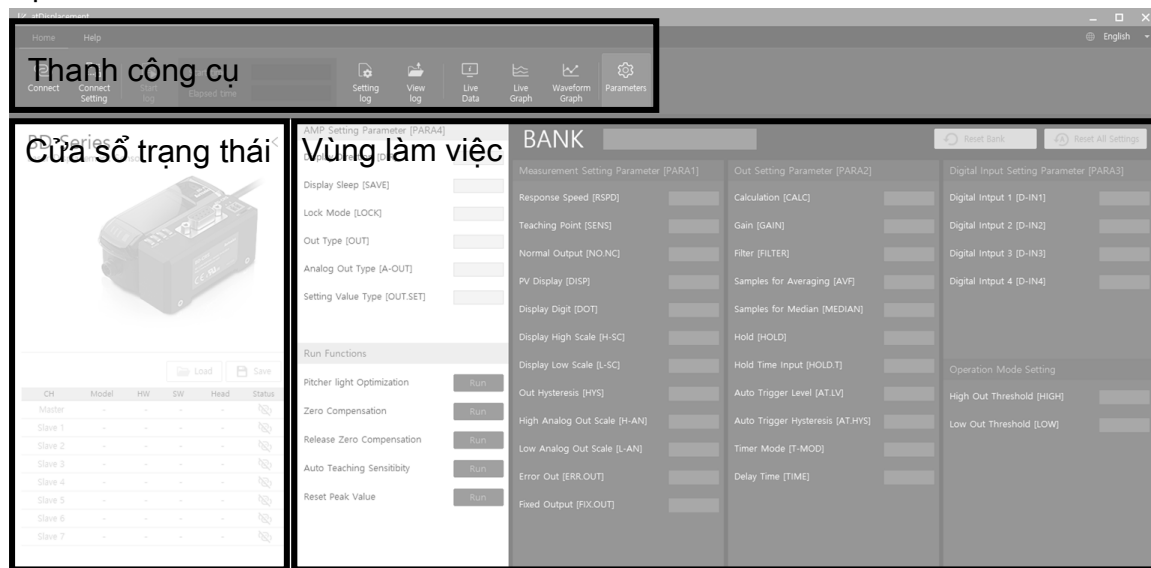 atDisplacement
Home Help
English
Thanh công cụ
Connect
Connect Setting
Start log
Elapsed time
Setting log
View log
Live Data
Live Graph
Waveform Graph
Parameters
Cửa sổ trạng thái
BD Series
Load Save
CH Model HW SW Head Status
Master - - - -
Slave 1 - - - -
Slave 2 - - - -
Slave 3 - - - -
Slave 4 - - - -
Slave 5 - - - -
Slave 6 - - - -
Slave 7 - - - -
Vùng làm việc
AMP Setting Parameter [PARA4]
Display Sleep [SAVE]
Lock Mode [LOCK]
Out Type [OUT]
Analog Out Type [A-OUT]
Setting Value Type [OUT.SET]
Run Functions
Pitcher light Optimization Run
Zero Compensation Run
Release Zero Compensation Run
Auto Teaching Sensitibity Run
Reset Peak Value Run
BANK
Reset Bank
Reset All Settings
Measurement Setting Parameter [PARA1]
Response Speed [RSPD]
Teaching Point [SENS]
Normal Output [NO.NC]
PV Display [DISP]
Display Digit [DOT]
Display High Scale [H-SC]
Display Low Scale [L-SC]
Out Hysteresis [HYS]
High Analog Out Scale [H-AN]
Low Analog Out Scale [L-AN]
Error Out [ERR.OUT]
Fixed Output [FIX.OUT]
Out Setting Parameter [PARA2]
Calculation [CALC]
Gain [GAIN]
Filter [FILTER]
Samples for Averaging [AVF]
Samples for Median [MEDIAN]
Hold [HOLD]
Hold Time Input [HOLD.T]
Auto Trigger Level [AT.LV]
Auto Trigger Hysteresis [AT.HYS]
Timer Mode [T-MOD]
Delay Time [TIME]
Digital Input Setting Parameter [PARA3]
Digital Intput 1 [D-IN1]
Digital Intput 2 [D-IN2]
Digital Intput 3 [D-IN3]
Digital Intput 4 [D-IN4]
Operation Mode Setting
High Out Threshold [HIGH]
Low Out Threshold [LOW]